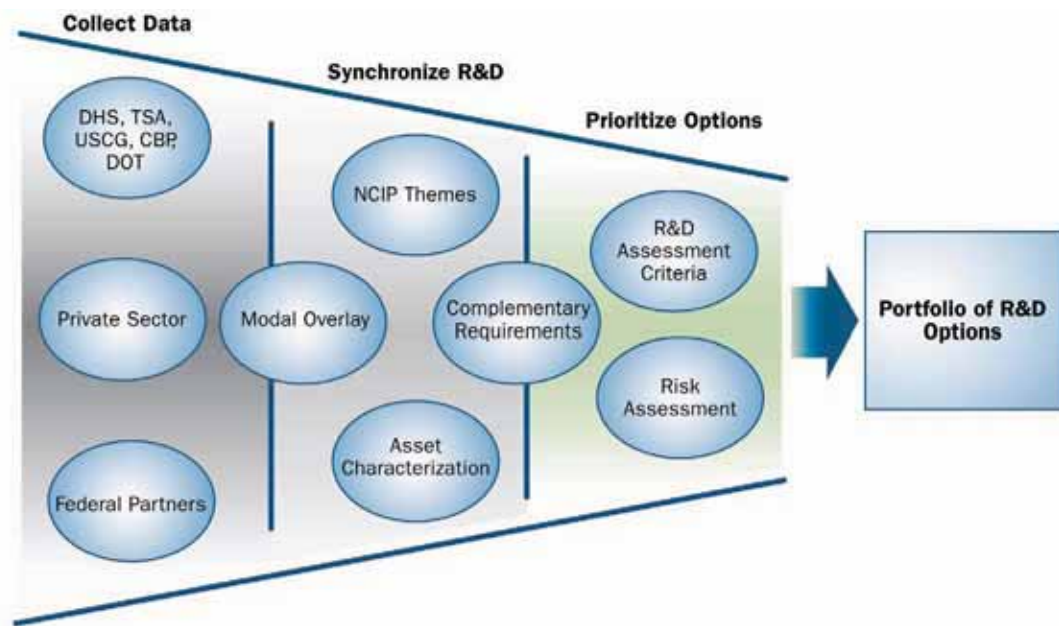 Collect Data
Synchronize R&D
Prioritize Options
DHS, TSA,
USCG, CBP,
DOT
Private Sector
Federal Partners
Modal Overlay
NCIP Themes
Asset
Characterization
Complementary
Requirements
R&D
Assessment
Criteria
Risk
Assessment
Portfolio of R&D
Options